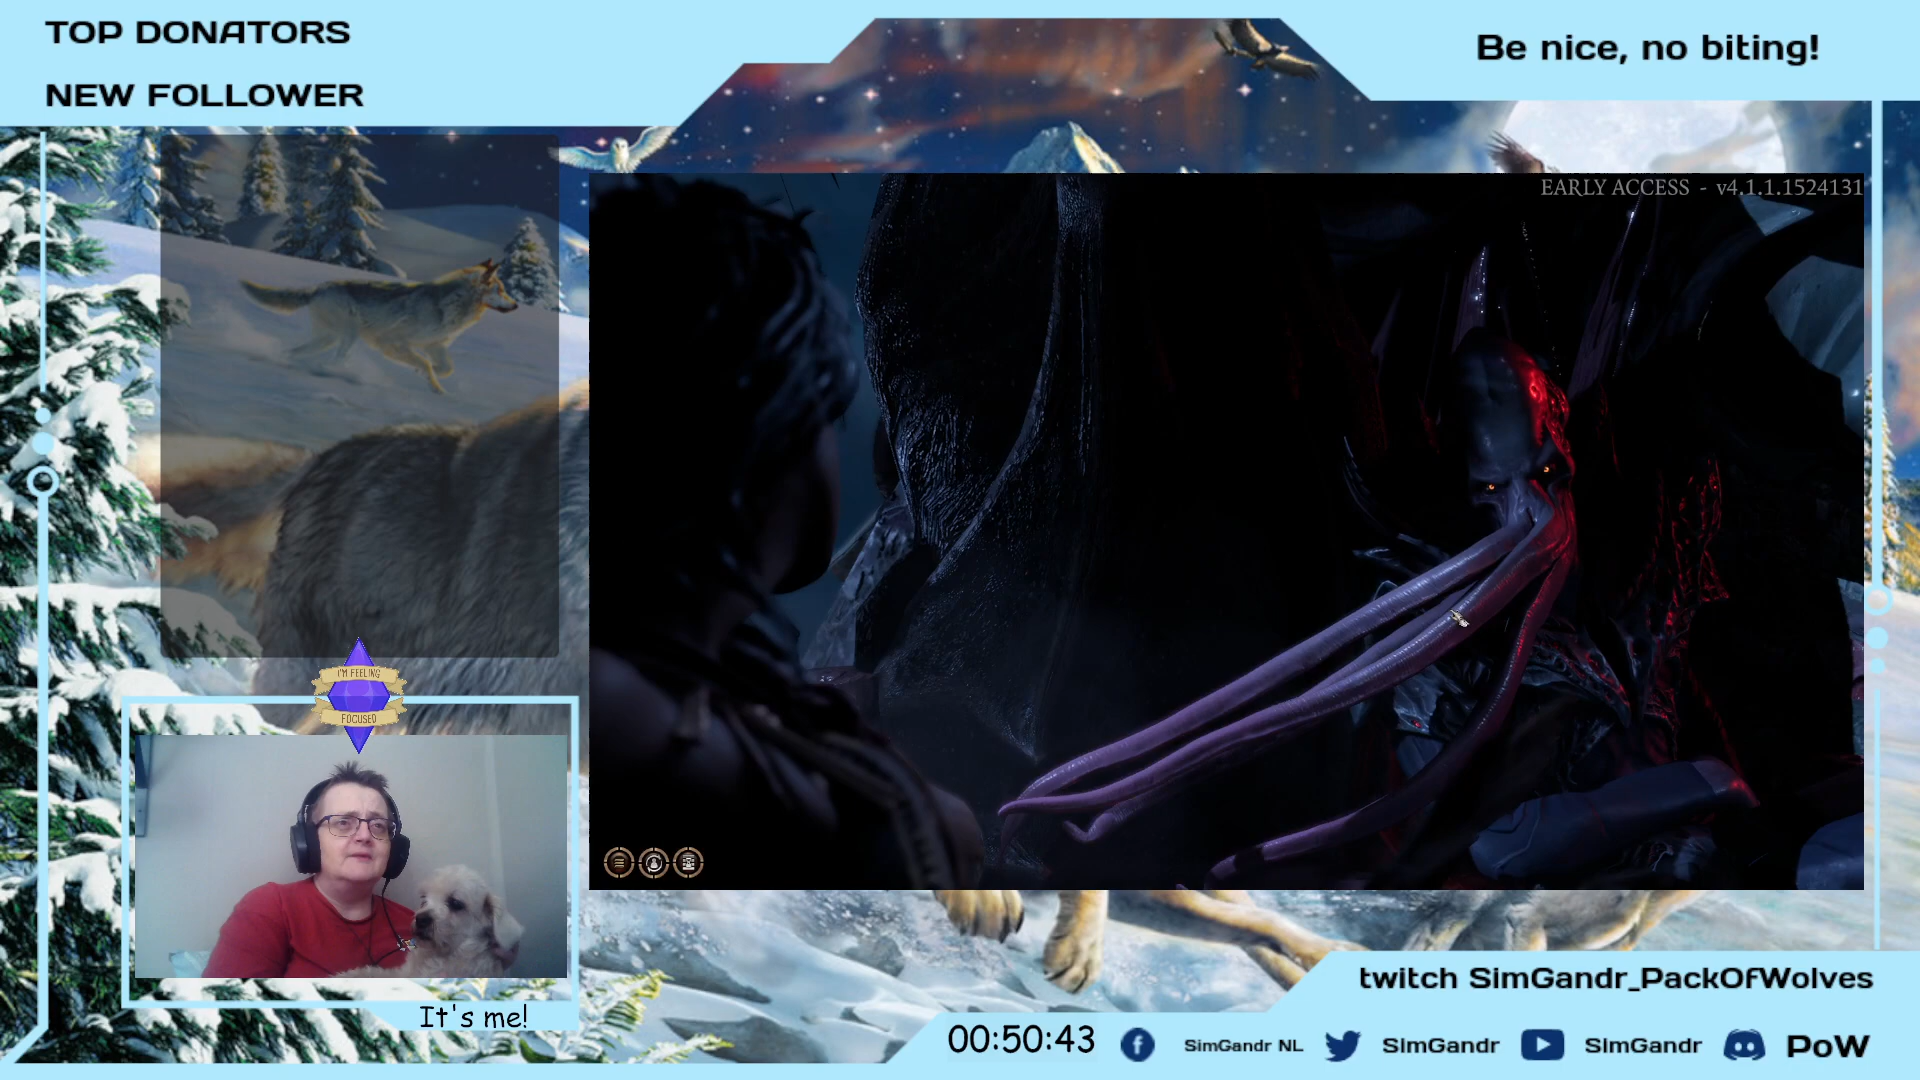 TOP DONATORS
NEW FOLLOWER
Be nice, no biting!
EARLY ACCESS - v4.1.1.1524131
I'M FEELING
FOCUSED
It's me!
twitch SimGandr_PackOfWolves
00:50:43
SimGandr NL
SimGandr
SimGandr
PoW